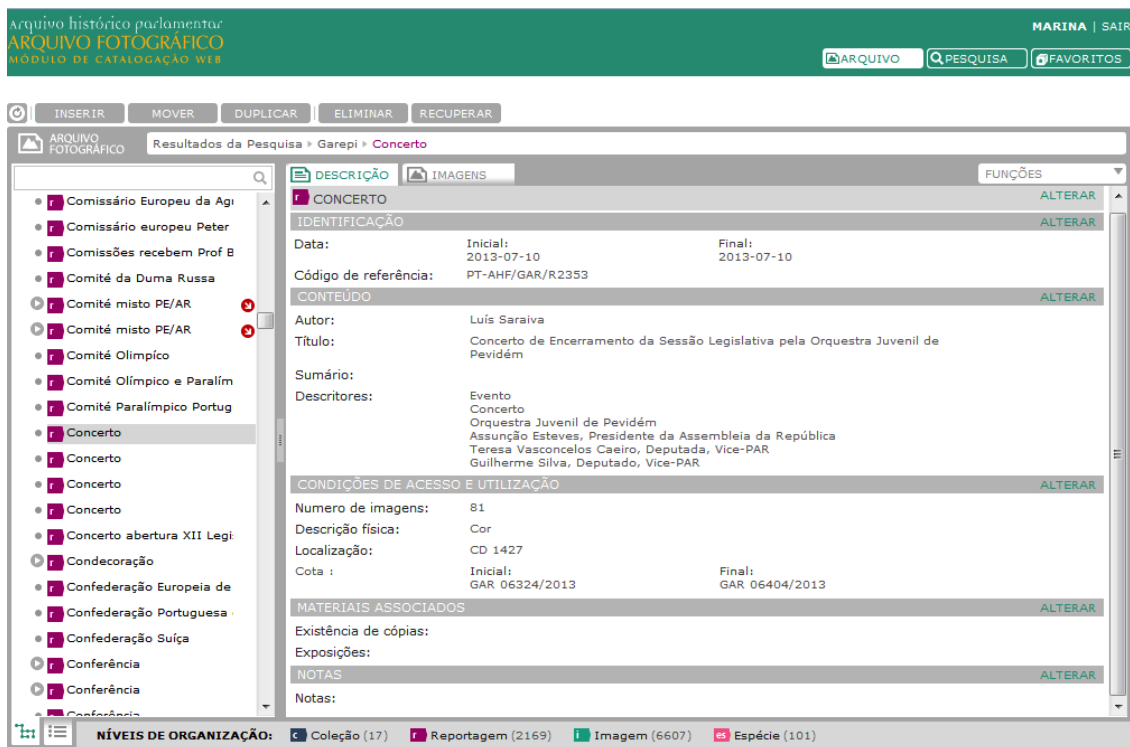 Arquivo histórico parlamentar
ARQUIVO FOTOGRÁFICO
MÓDULO DE CATALOGAÇÃO WEB
MARINA | SAIR
ARQUIVO PESQUISA FAVORITOS
INSERIR MOVER DUPLICAR ELIMINAR RECUPERAR
ARQUIVO FOTOGRÁFICO
Resultados da Pesquisa Garepi Concerto
Comissário Europeu da Agr
Comissário europeu Peter
Comissões recebem Prof B
Comité da Duma Russa
Comité misto PE/AR
Comité misto PE/AR
Comité Olimpíco
Comité Olímpico e Paralím
Comité Paralímpico Portug
Concerto
Concerto
Concerto
Concerto
Concerto abertura XII Legi
Condecoração
Confederação Europeia de
Confederação Portuguesa
Confederação Suíça
Conferência
Conferência
Conferência
DESCRIÇÃO IMAGENS FUNÇÕES
r CONCERTO ALTERAR
IDENTIFICAÇÃO ALTERAR
Data: Inicial: Final:
2013-07-10 2013-07-10
Código de referência: PT-AHF/GAR/R2353
CONTEÚDO ALTERAR
Autor: Luís Saraiva
Título: Concerto de Encerramento da Sessão Legislativa pela Orquestra Juvenil de
Pevidém
Sumário:
Descritores: Evento
Concerto
Orquestra Juvenil de Pevidém
Assunção Esteves, Presidente da Assembleia da República
Teresa Vasconcelos Caeiro, Deputada, Vice-PAR
Guilherme Silva, Deputado, Vice-PAR
CONDIÇÕES DE ACESSO E UTILIZAÇÃO ALTERAR
Numero de imagens: 81
Descrição física: Cor
Localização: CD 1427
Cota : Inicial: Final:
GAR 06324/2013 GAR 06404/2013
MATERIAIS ASSOCIADOS ALTERAR
Existência de cópias:
Exposições:
NOTAS ALTERAR
Notas:
NÍVEIS DE ORGANIZAÇÃO: c Coleção (17) r Reportagem (2169) i Imagem (6607) es Espécie (101)